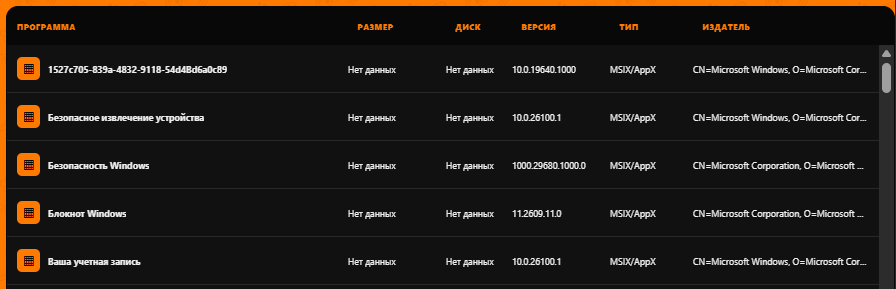 ПРОГРАММА РАЗМЕР ДИСК ВЕРСИЯ ТИП ИЗДАТЕЛЬ
1527c705-839a-4832-9118-54d4Bd6a0c89 Нет данных Нет данных 10.0.19640.1000 MSIX/AppX CN=Microsoft Windows, O=Microsoft Cor...
Безопасное извлечение устройства Нет данных Нет данных 10.0.26100.1 MSIX/AppX CN=Microsoft Windows, O=Microsoft Cor...
Безопасность Windows Нет данных Нет данных 1000.29680.1000.0 MSIX/AppX CN=Microsoft Corporation, O=Microsoft ...
Блокнот Windows Нет данных Нет данных 11.2609.11.0 MSIX/AppX CN=Microsoft Corporation, O=Microsoft ...
Ваша учетная запись Нет данных Нет данных 10.0.26100.1 MSIX/AppX CN=Microsoft Windows, O=Microsoft Cor...